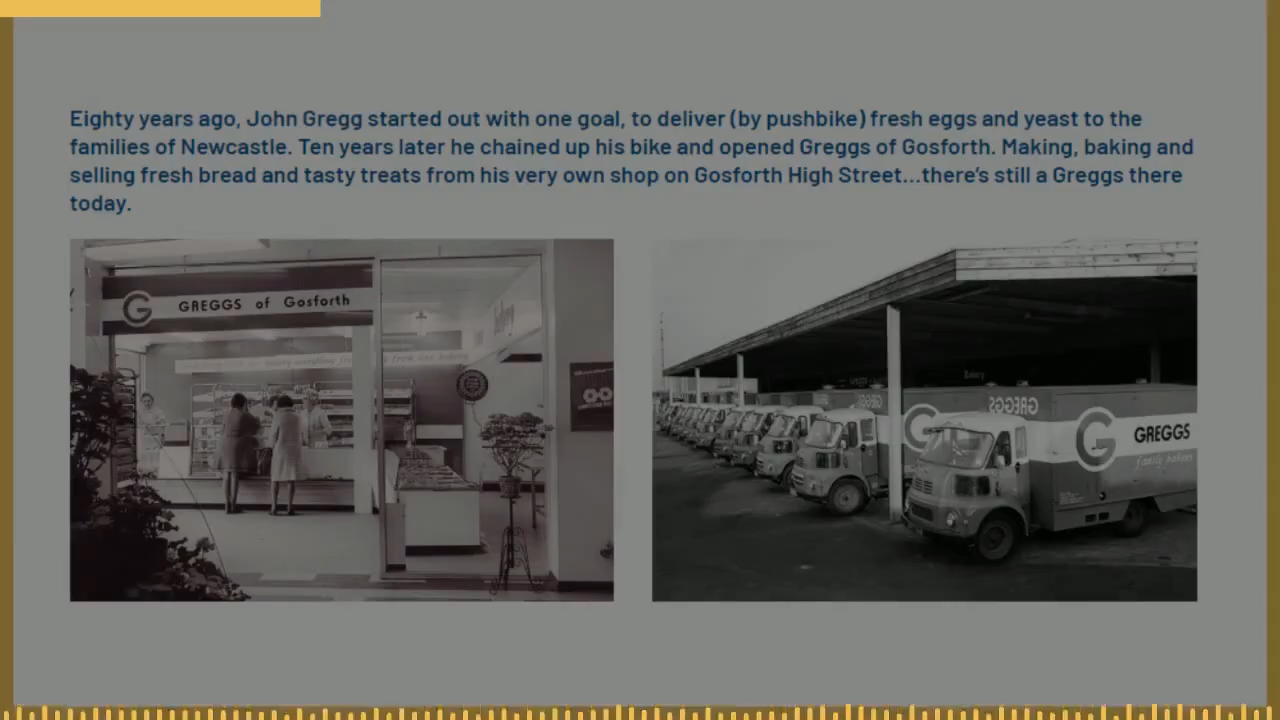 Eighty years ago, John Gregg started out with one goal, to deliver (by pushbike) fresh eggs and yeast to the
families of Newcastle. Ten years later he chained up his bike and opened Greggs of Gosforth. Making, baking and
selling fresh bread and tasty treats from his very own shop on Gosforth High Street...there's still a Greggs there
today.
G GREGGS of Gosforth
bakery
GREGGS
G GREGGS
family bakers